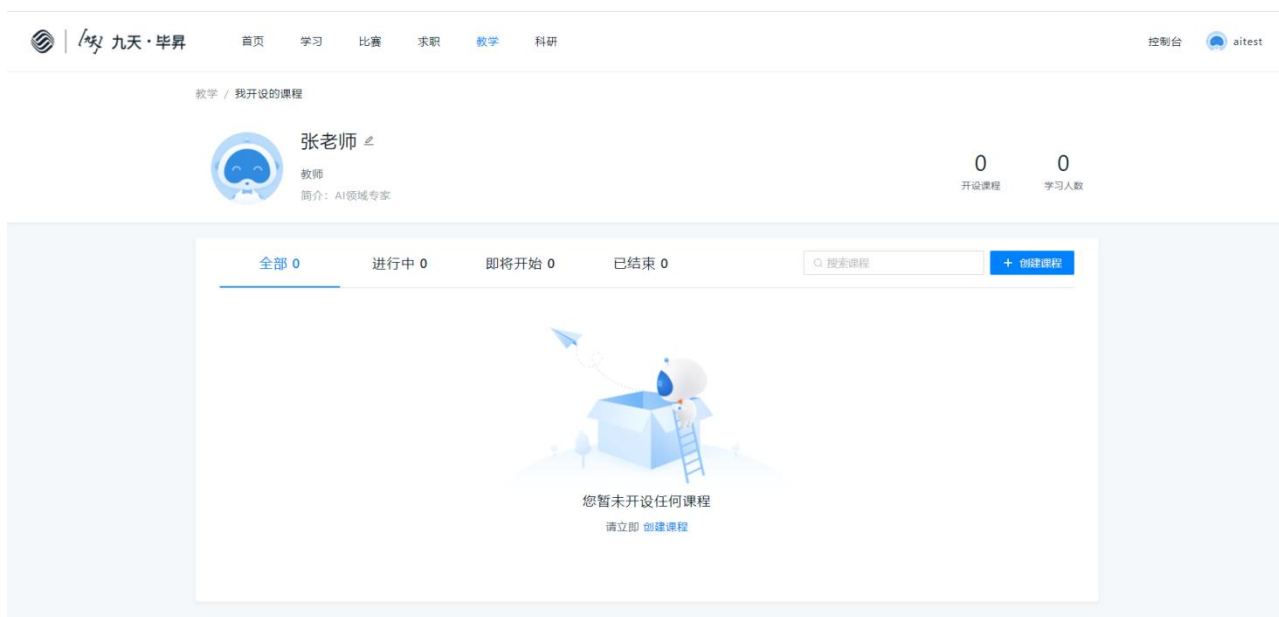 九天·毕昇 首页 学习 比赛 求职 教学 科研 控制台 aitest
教学 / 我开设的课程
张老师
教师
简介：AI领域专家
0 0
开设课程 学习人数
全部 0 进行中 0 即将开始 0 已结束 0 搜索课程 + 创建课程
您暂未开设任何课程
请立即 创建课程